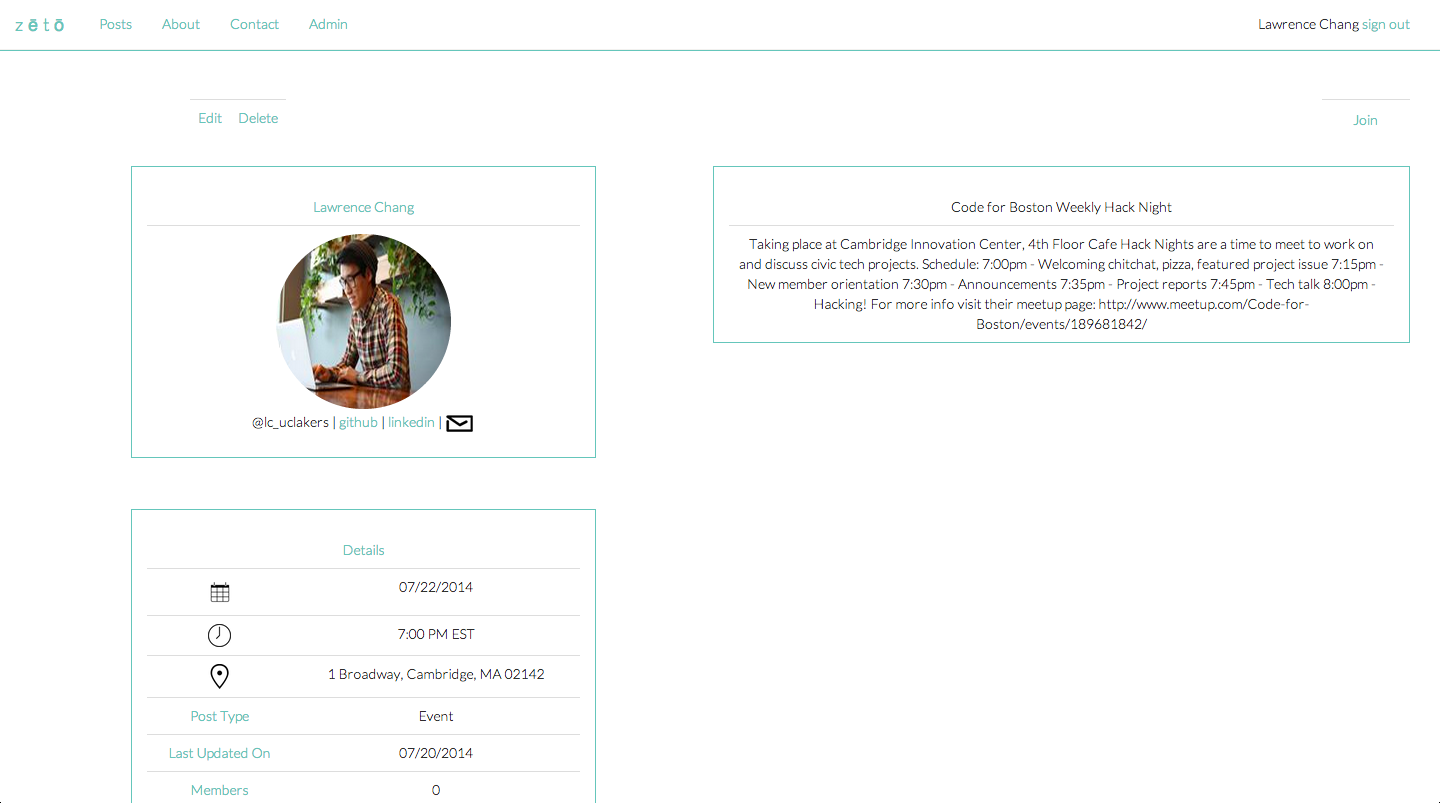 zētō Posts About Contact Admin Lawrence Chang sign out
Edit Delete
Join
Lawrence Chang
@lc_uclakers | github | linkedin |
Code for Boston Weekly Hack Night
Taking place at Cambridge Innovation Center, 4th Floor Cafe Hack Nights are a time to meet to work on
and discuss civic tech projects. Schedule: 7:00pm - Welcoming chitchat, pizza, featured project issue 7:15pm -
New member orientation 7:30pm - Announcements 7:35pm - Project reports 7:45pm - Tech talk 8:00pm -
Hacking! For more info visit their meetup page: http://www.meetup.com/Code-for-
Boston/events/189681842/
Details
07/22/2014
7:00 PM EST
1 Broadway, Cambridge, MA 02142
Post Type Event
Last Updated On 07/20/2014
Members 0